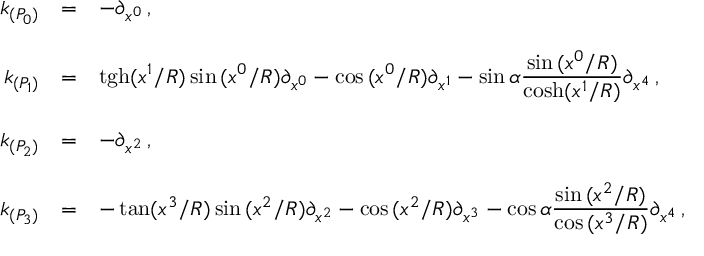 k_{(P_0)} = -∂_{x^0} ,
k_{(P_1)} = tgh(x^1/R) sin (x^0/R)∂_{x^0} − cos (x^0/R)∂_{x^1} − sin α \frac{sin (x^0/R)}{cosh(x^1/R)} ∂_{x^4} ,
k_{(P_2)} = -∂_{x^2} ,
k_{(P_3)} = − tan(x^3/R) sin (x^2/R)∂_{x^2} − cos (x^2/R)∂_{x^3} − cos α \frac{sin (x^2/R)}{cos (x^3/R)} ∂_{x^4} ,